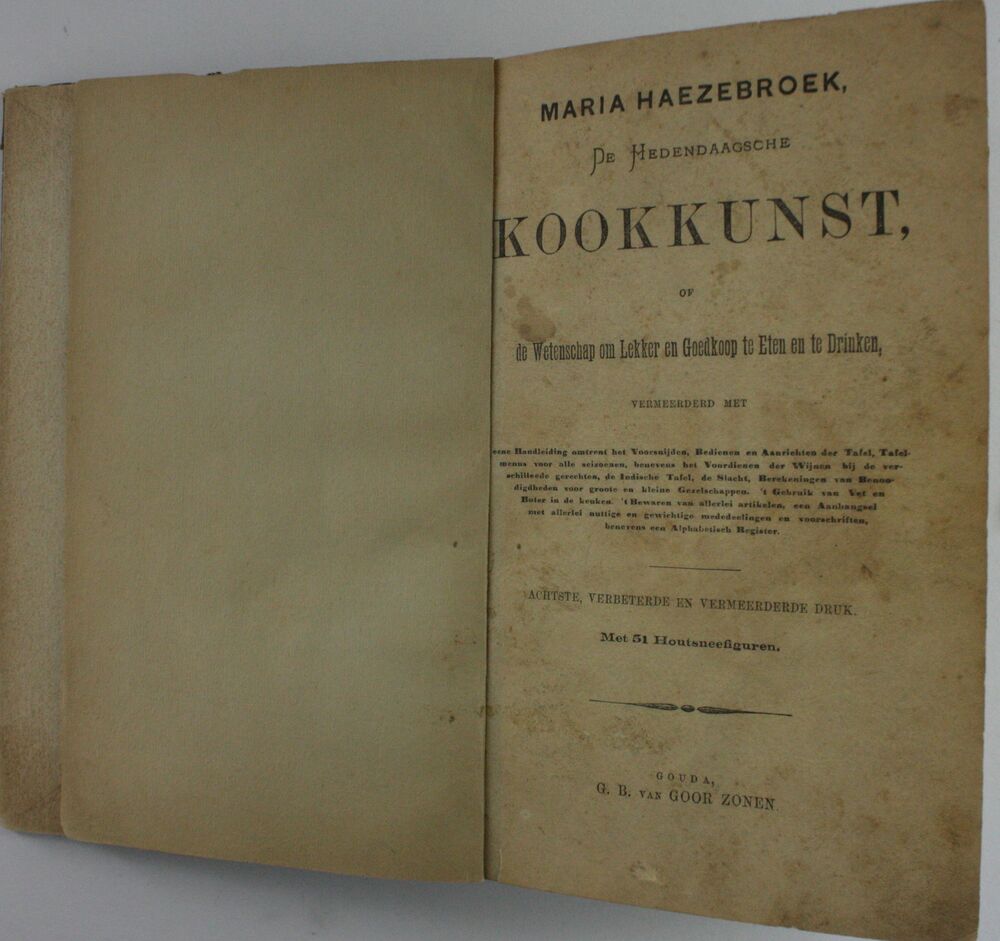 MARIA HAEZEBROEK,
DE HEDENDAAGSCHE
KOOKKUNST,
OF
de Wetenschap om Lekker en Goedkoop te Eten en te Drinken,
VERMEERDERD MET
eene Handleiding omtrent het Voorsnijden, Bedienen en Aanrichten der Tafel, Tafel-
menus voor alle seizoenen, benevens het Voordienen der Wijnen bij de ver-
schilleede gerechten, de Indische Tafel, de Slacht, Berekeningen van Benoo-
digdheden voor groote en kleine Gezelschappen. 't Gebruik van Vet en
Boter in de keuken. 't Bewaren van allerlei artikelen, een Aanhangsel
met allerlei nuttige en gewichtige mededeelingen en voorschriften,
benevens een Alphabetisch Register.
ACHTSTE, VERBETERDE EN VERMEERDERDE DRUK.
Met 51 Houtsneefiguren.
GOUDA,
G. B. VAN GOOR ZONEN.